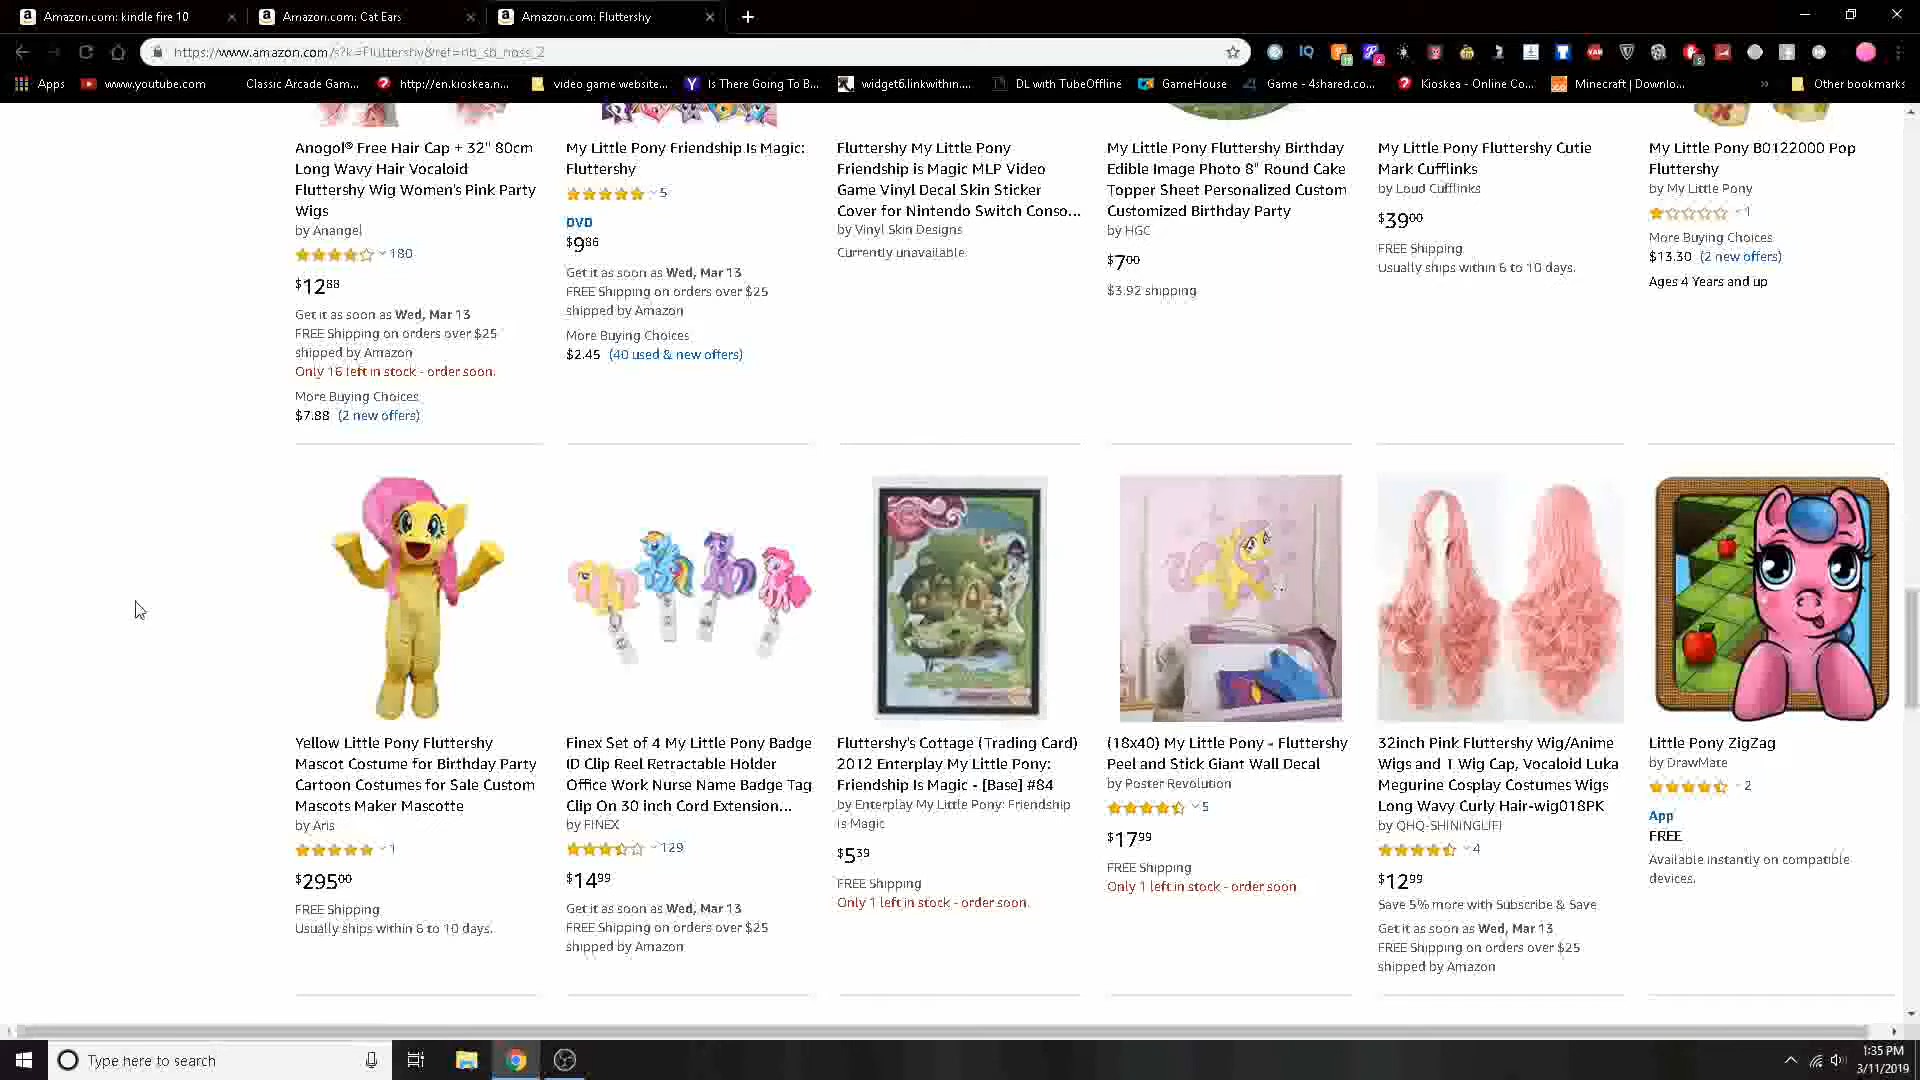 Amazon.com: kindle fire 10
Amazon.com: Cat Ears
Amazon.com: Fluttershy
https://www.amazon.com/s?k=Fluttershy&ref=nb_sb_noss_2
Apps
www.youtube.com
Classic Arcade Gam...
http://en.kioskea.n...
video game website...
Is There Going To B...
widget6.linkwithin....
DL with TubeOffline
GameHouse
Game - 4shared.co...
Kioskea - Online Co...
Minecraft | Downlo...
Other bookmarks
Anogol® Free Hair Cap + 32" 80cm
Long Wavy Hair Vocaloid
Fluttershy Wig Women's Pink Party
Wigs
by Anangel
180
$12.88
Get it as soon as Wed, Mar 13
FREE Shipping on orders over $25
shipped by Amazon
Only 16 left in stock - order soon.
More Buying Choices
$7.88 (2 new offers)
My Little Pony Friendship Is Magic:
Fluttershy
5
DVD
$9.86
Get it as soon as Wed, Mar 13
FREE Shipping on orders over $25
shipped by Amazon
More Buying Choices
$2.45 (40 used & new offers)
Fluttershy My Little Pony
Friendship is Magic MLP Video
Game Vinyl Decal Skin Sticker
Cover for Nintendo Switch Conso...
by Vinyl Skin Designs
Currently unavailable.
My Little Pony Fluttershy Birthday
Edible Image Photo 8" Round Cake
Topper Sheet Personalized Custom
Customized Birthday Party
by HGC
$7.00
$3.92 shipping
My Little Pony Fluttershy Cutie
Mark Cufflinks
by Loud Cufflinks
$39.00
FREE Shipping
Usually ships within 6 to 10 days.
My Little Pony B0122000 Pop
Fluttershy
by My Little Pony
1
More Buying Choices
$13.30 (2 new offers)
Ages 4 Years and up
Yellow Little Pony Fluttershy
Mascot Costume for Birthday Party
Cartoon Costumes for Sale Custom
Mascots Maker Mascotte
by Aris
1
$295.00
FREE Shipping
Usually ships within 6 to 10 days.
Finex Set of 4 My Little Pony Badge
ID Clip Reel Retractable Holder
Office Work Nurse Name Badge Tag
Clip On 30 inch Cord Extension...
by FINEX
129
$14.99
Get it as soon as Wed, Mar 13
FREE Shipping on orders over $25
shipped by Amazon
Fluttershy's Cottage (Trading Card)
2012 Enterplay My Little Pony:
Friendship Is Magic - [Base] #84
by Enterplay My Little Pony: Friendship
is Magic
$5.39
FREE Shipping
Only 1 left in stock - order soon.
(18x40) My Little Pony - Fluttershy
Peel and Stick Giant Wall Decal
by Poster Revolution
5
$17.99
FREE Shipping
Only 1 left in stock - order soon
32inch Pink Fluttershy Wig/Anime
Wigs and 1 Wig Cap, Vocaloid Luka
Megurine Cosplay Costumes Wigs
Long Wavy Curly Hair-wig018PK
by QHQ-SHININGLIFI
4
$12.99
Save 5% more with Subscribe & Save
Get it as soon as Wed, Mar 13
FREE Shipping on orders over $25
shipped by Amazon
Little Pony ZigZag
by DrawMate
2
App
FREE
Available instantly on compatible
devices.
Type here to search
1:35 PM
3/11/2019